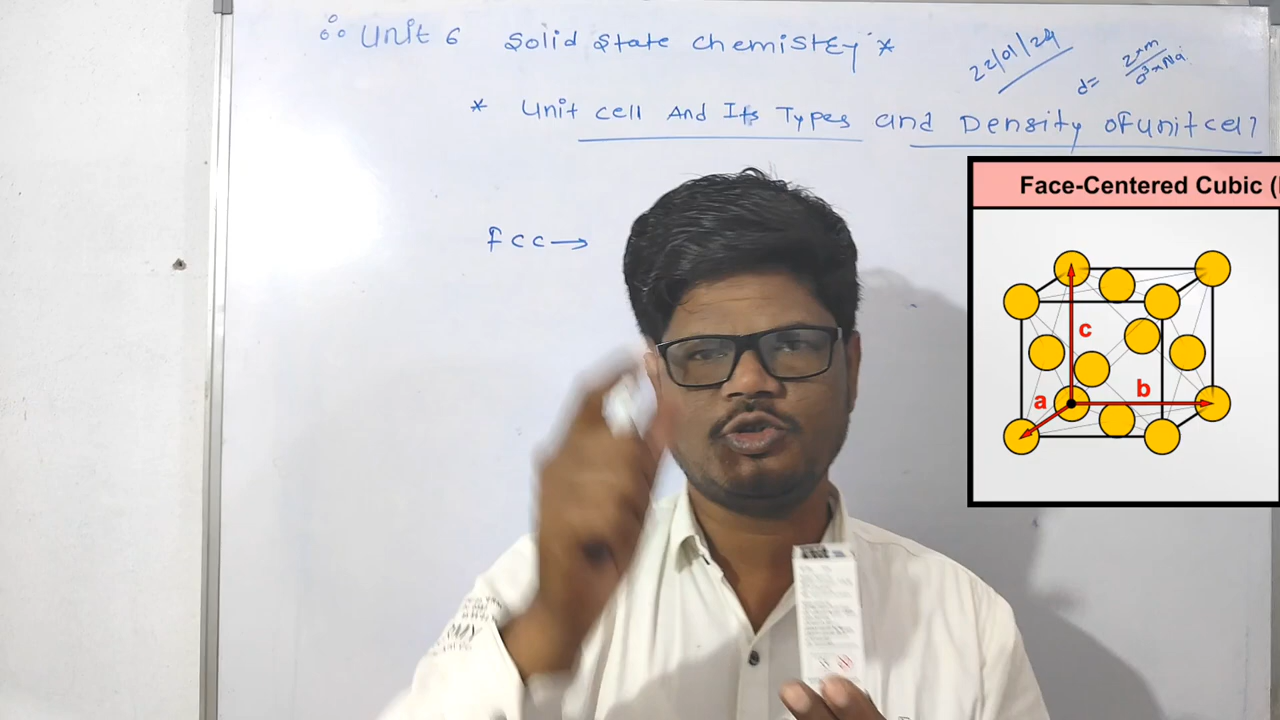 Unit 6 Solid State Chemistry *
22/01/24
d= Z×m
a³×Na
* Unit cell And Its Types and Density of unit cell
Face-Centered Cubic (
Fcc→
c
a
b